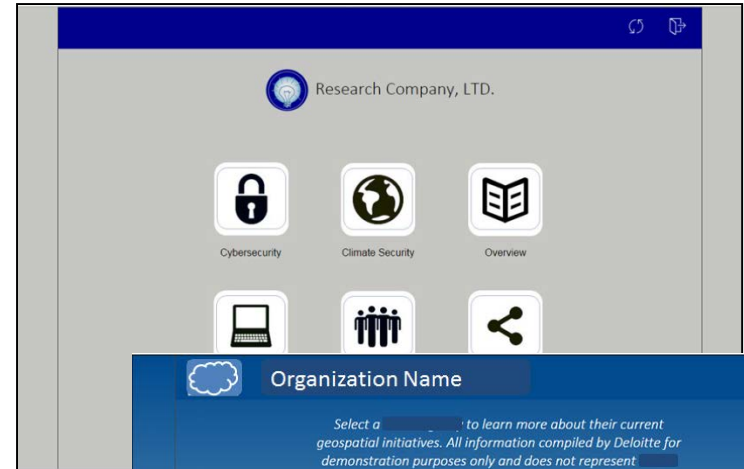 Research Company, LTD.
Cybersecurity
Climate Security
Overview
Organization Name
Select a to learn more about their current
geospatial initiatives. All information compiled by Deloitte for
demonstration purposes only and does not represent